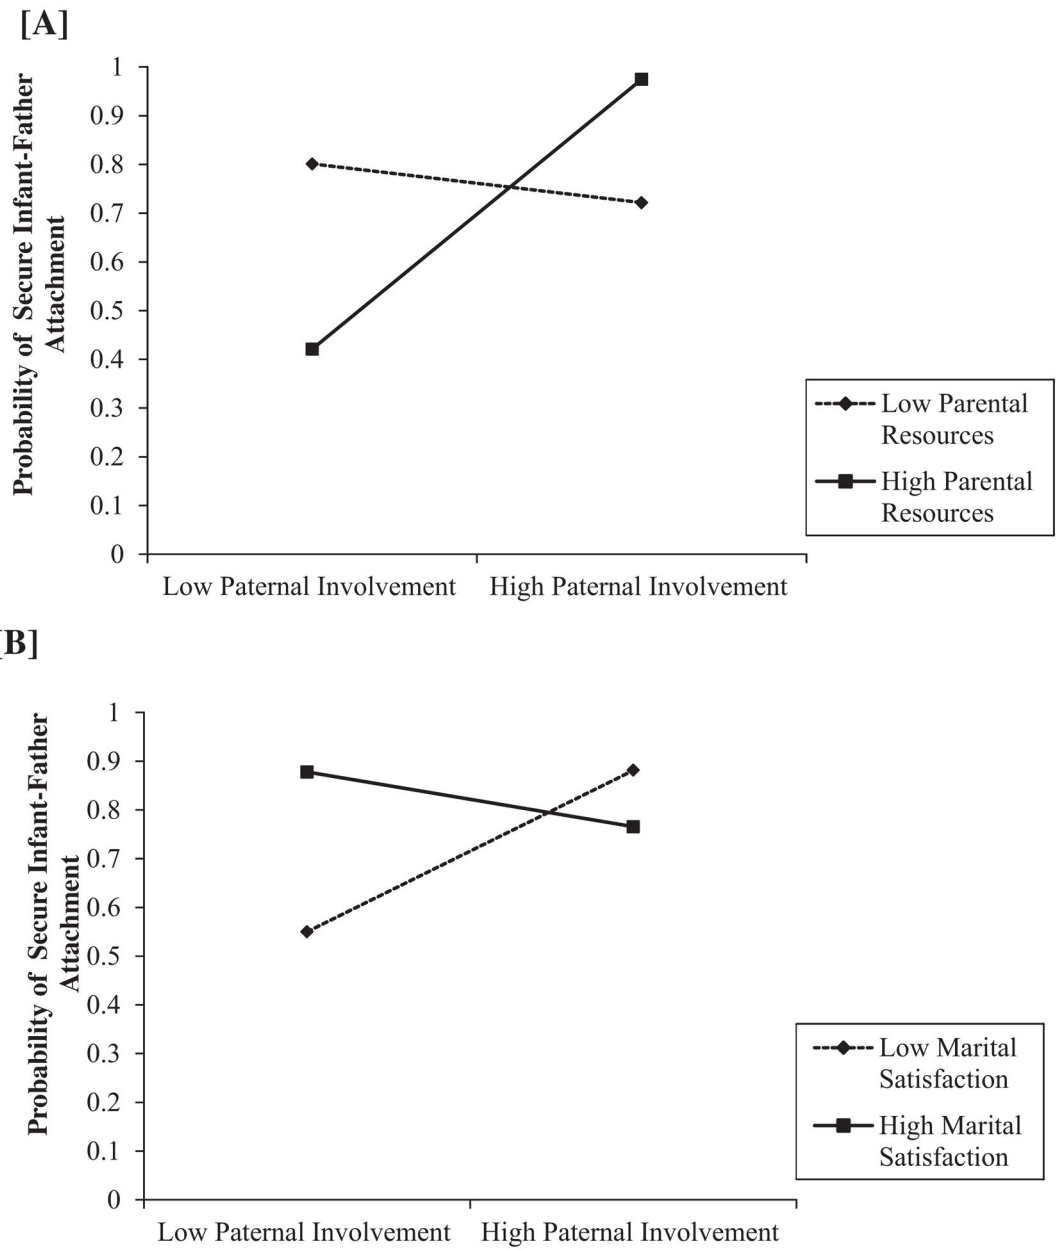 [A]
Probability of Secure Infant-Father
Attachment
1
0.9
0.8
0.7
0.6
0.5
0.4
0.3
0.2
0.1
0
Low Paternal Involvement
High Paternal Involvement
Low Parental
Resources
High Parental
Resources
[B]
Probability of Secure Infant-Father
Attachment
1
0.9
0.8
0.7
0.6
0.5
0.4
0.3
0.2
0.1
0
Low Paternal Involvement
High Paternal Involvement
Low Marital
Satisfaction
High Marital
Satisfaction